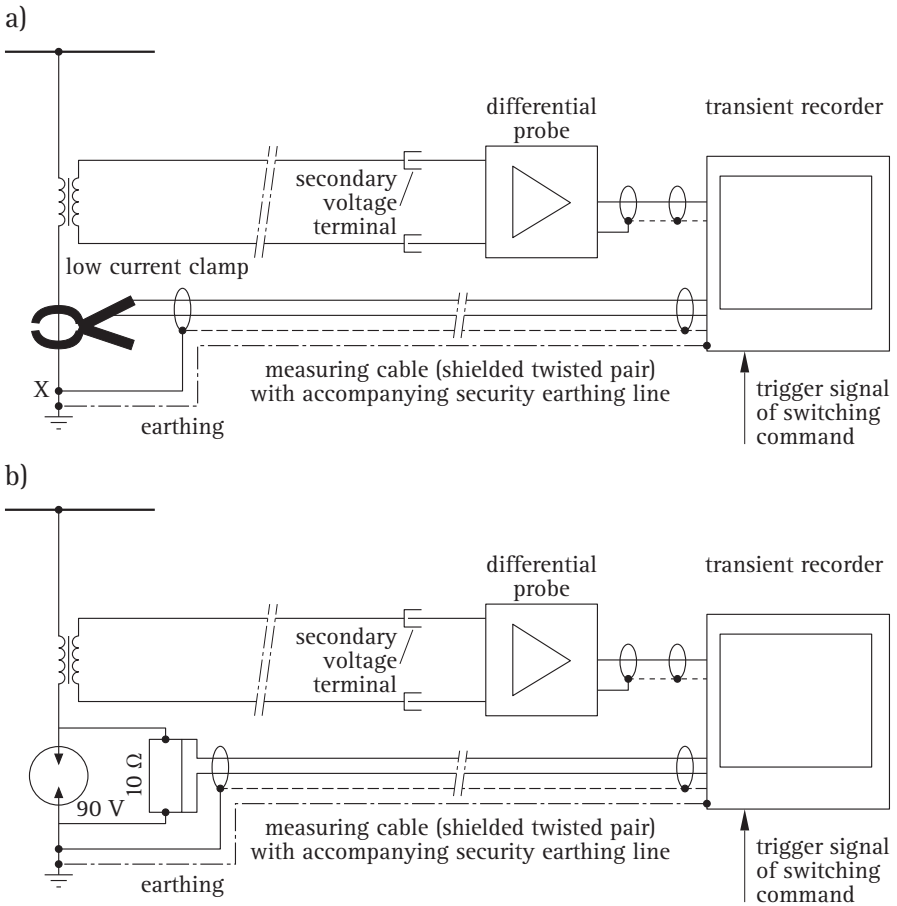 a)
differential
probe
transient recorder
secondary
voltage
terminal
low current clamp
X
measuring cable (shielded twisted pair)
with accompanying security earthing line
earthing
trigger signal
of switching
command
b)
differential
probe
transient recorder
secondary
voltage
terminal
10 Ω
90 V
measuring cable (shielded twisted pair)
with accompanying security earthing line
earthing
trigger signal
of switching
command